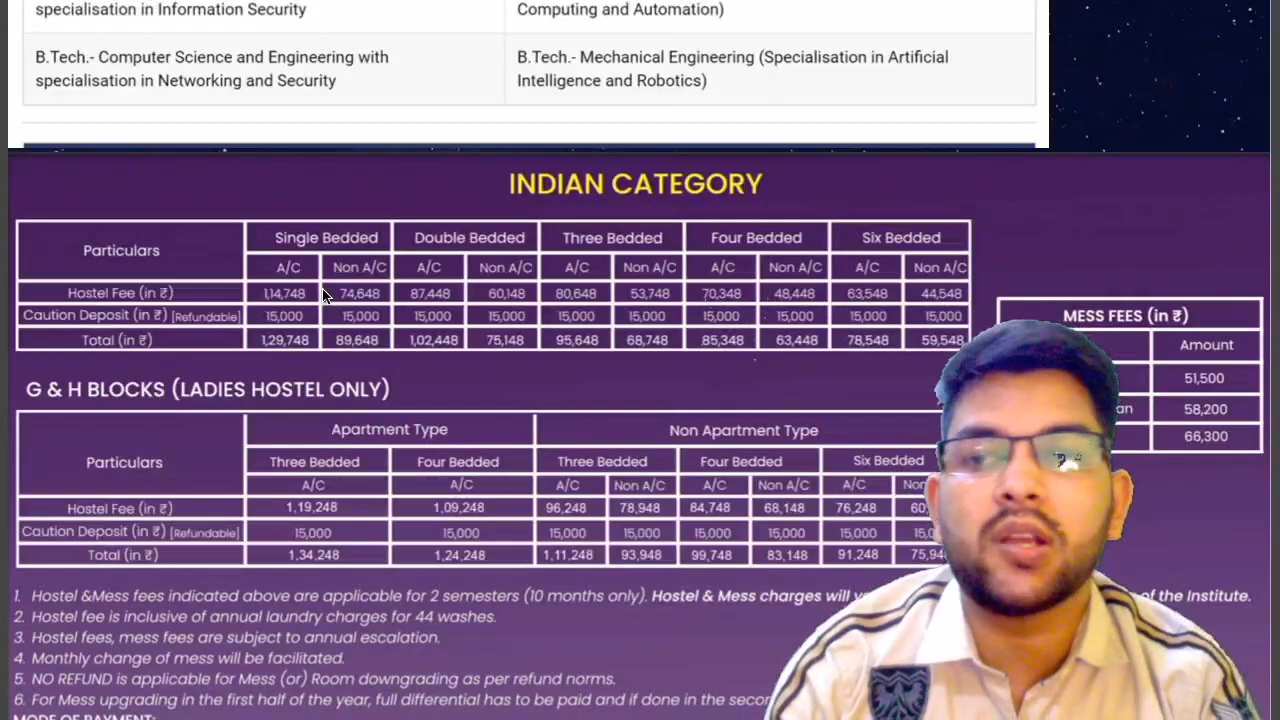 specialisation in Information Security
Computing and Automation)
B.Tech.- Computer Science and Engineering with
specialisation in Networking and Security
B.Tech.- Mechanical Engineering (Specialisation in Artificial
Intelligence and Robotics)
INDIAN CATEGORY
Particulars Single Bedded Double Bedded Three Bedded Four Bedded Six Bedded
A/C Non A/C A/C Non A/C A/C Non A/C A/C Non A/C A/C Non A/C
Hostel Fee (in ₹) 1,14,748 74,648 87,448 60,148 80,648 53,748 70,348 48,448 63,548 44,548
Caution Deposit (in ₹) [Refundable] 15,000 15,000 15,000 15,000 15,000 15,000 15,000 15,000 15,000 15,000
Total (in ₹) 1,29,748 89,648 1,02,448 75,148 95,648 68,748 85,348 63,448 78,548 59,548
MESS FEES (in ₹)
Amount
51,500
58,200
66,300
G & H BLOCKS (LADIES HOSTEL ONLY)
Particulars Apartment Type Non Apartment Type
Three Bedded Four Bedded Three Bedded Four Bedded Six Bedded
A/C A/C A/C Non A/C A/C Non A/C A/C
Hostel Fee (in ₹) 1,19,248 1,09,248 96,248 78,948 84,748 68,148 76,248
Caution Deposit (in ₹) [Refundable] 15,000 15,000 15,000 15,000 15,000 15,000 15,000
Total (in ₹) 1,34,248 1,24,248 1,11,248 93,948 99,748 83,148 91,248
1. Hostel &Mess fees indicated above are applicable for 2 semesters (10 months only). Hostel & Mess charges will of the Institute.
2. Hostel fee is inclusive of annual laundry charges for 44 washes.
3. Hostel fees, mess fees are subject to annual escalation.
4. Monthly change of mess will be facilitated.
5. NO REFUND is applicable for Mess (or) Room downgrading as per refund norms.
6. For Mess upgrading in the first half of the year, full differential has to be paid and if done in the
MODE OF PAYMENT: